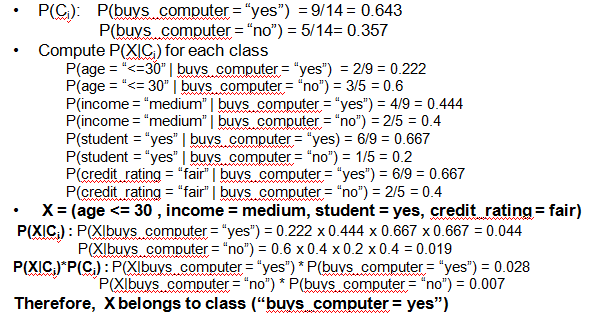 • P(Ci): P(buys_computer = “yes”) = 9/14 = 0.643
P(buys_computer = “no”) = 5/14= 0.357
• Compute P(X|Ci) for each class
P(age = “<=30” | buys_computer = “yes”) = 2/9 = 0.222
P(age = “<= 30” | buys_computer = “no”) = 3/5 = 0.6
P(income = “medium” | buys_computer = “yes”) = 4/9 = 0.444
P(income = “medium” | buys_computer = “no”) = 2/5 = 0.4
P(student = “yes” | buys_computer = “yes) = 6/9 = 0.667
P(student = “yes” | buys_computer = “no”) = 1/5 = 0.2
P(credit_rating = “fair” | buys_computer = “yes”) = 6/9 = 0.667
P(credit_rating = “fair” | buys_computer = “no”) = 2/5 = 0.4
• X = (age <= 30 , income = medium, student = yes, credit_rating = fair)
P(X|Ci) : P(X|buys_computer = “yes”) = 0.222 x 0.444 x 0.667 x 0.667 = 0.044
P(X|buys_computer = “no”) = 0.6 x 0.4 x 0.2 x 0.4 = 0.019
P(X|Ci)*P(Ci) : P(X|buys_computer = “yes”) * P(buys_computer = “yes”) = 0.028
P(X|buys_computer = “no”) * P(buys_computer = “no”) = 0.007
Therefore, X belongs to class (“buys_computer = yes”)